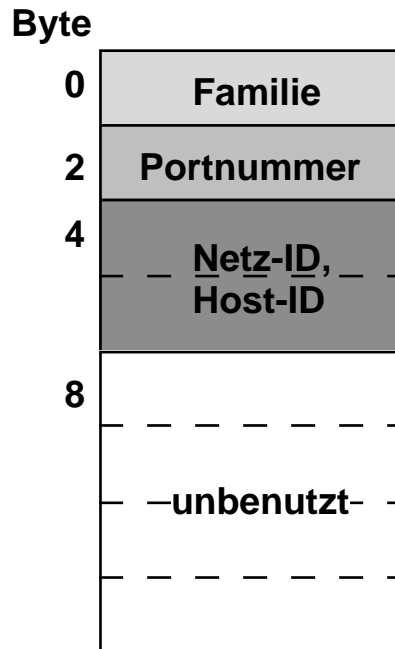 Byte
0 Familie
2 Portnummer
4
Netz-ID,
Host-ID
8
unbenutzt